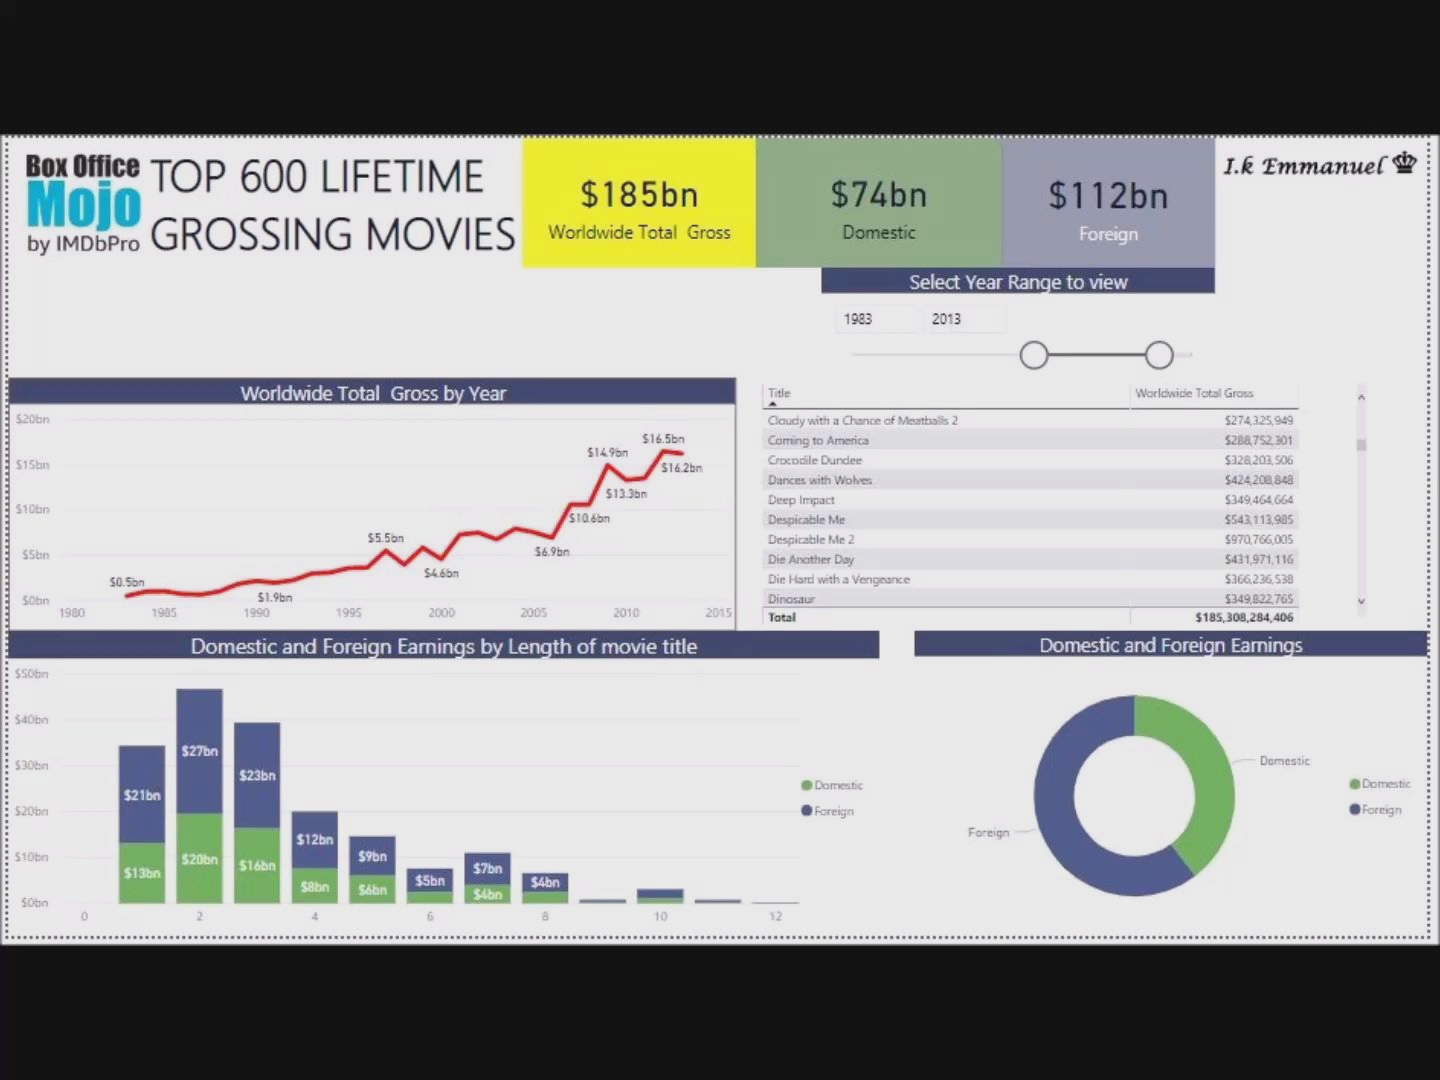 Box Office
Mojo
by IMDbPro
TOP 600 LIFETIME
GROSSING MOVIES
$185bn
Worldwide Total Gross
$74bn
Domestic
$112bn
Foreign
I.k Emmanuel
Select Year Range to view
1983 2013
Worldwide Total Gross by Year
$20bn
$15bn
$10bn
$5bn
$0bn
$0.5bn
$1.9bn
$5.5bn
$4.6bn
$6.9bn
$10.6bn
$14.9bn
$13.3bn
$16.5bn
$16.2bn
1980 1985 1990 1995 2000 2005 2010 2015
Title Worldwide Total Gross
Cloudy with a Chance of Meatballs 2 $274,325,949
Coming to America $288,752,301
Crocodile Dundee $328,203,506
Dances with Wolves $424,208,848
Deep Impact $349,464,664
Despicable Me $543,113,985
Despicable Me 2 $970,766,005
Die Another Day $431,971,116
Die Hard with a Vengeance $366,236,538
Dinosaur $349,822,765
Total $185,308,284,406
Domestic and Foreign Earnings by Length of movie title
$50bn
$40bn
$30bn
$20bn
$10bn
$0bn
$21bn
$13bn
$27bn
$20bn
$23bn
$16bn
$12bn
$8bn
$9bn
$6bn
$5bn
$7bn
$4bn
$4bn
0 2 4 6 8 10 12
Domestic
Foreign
Domestic and Foreign Earnings
Domestic
Foreign
Domestic
Foreign